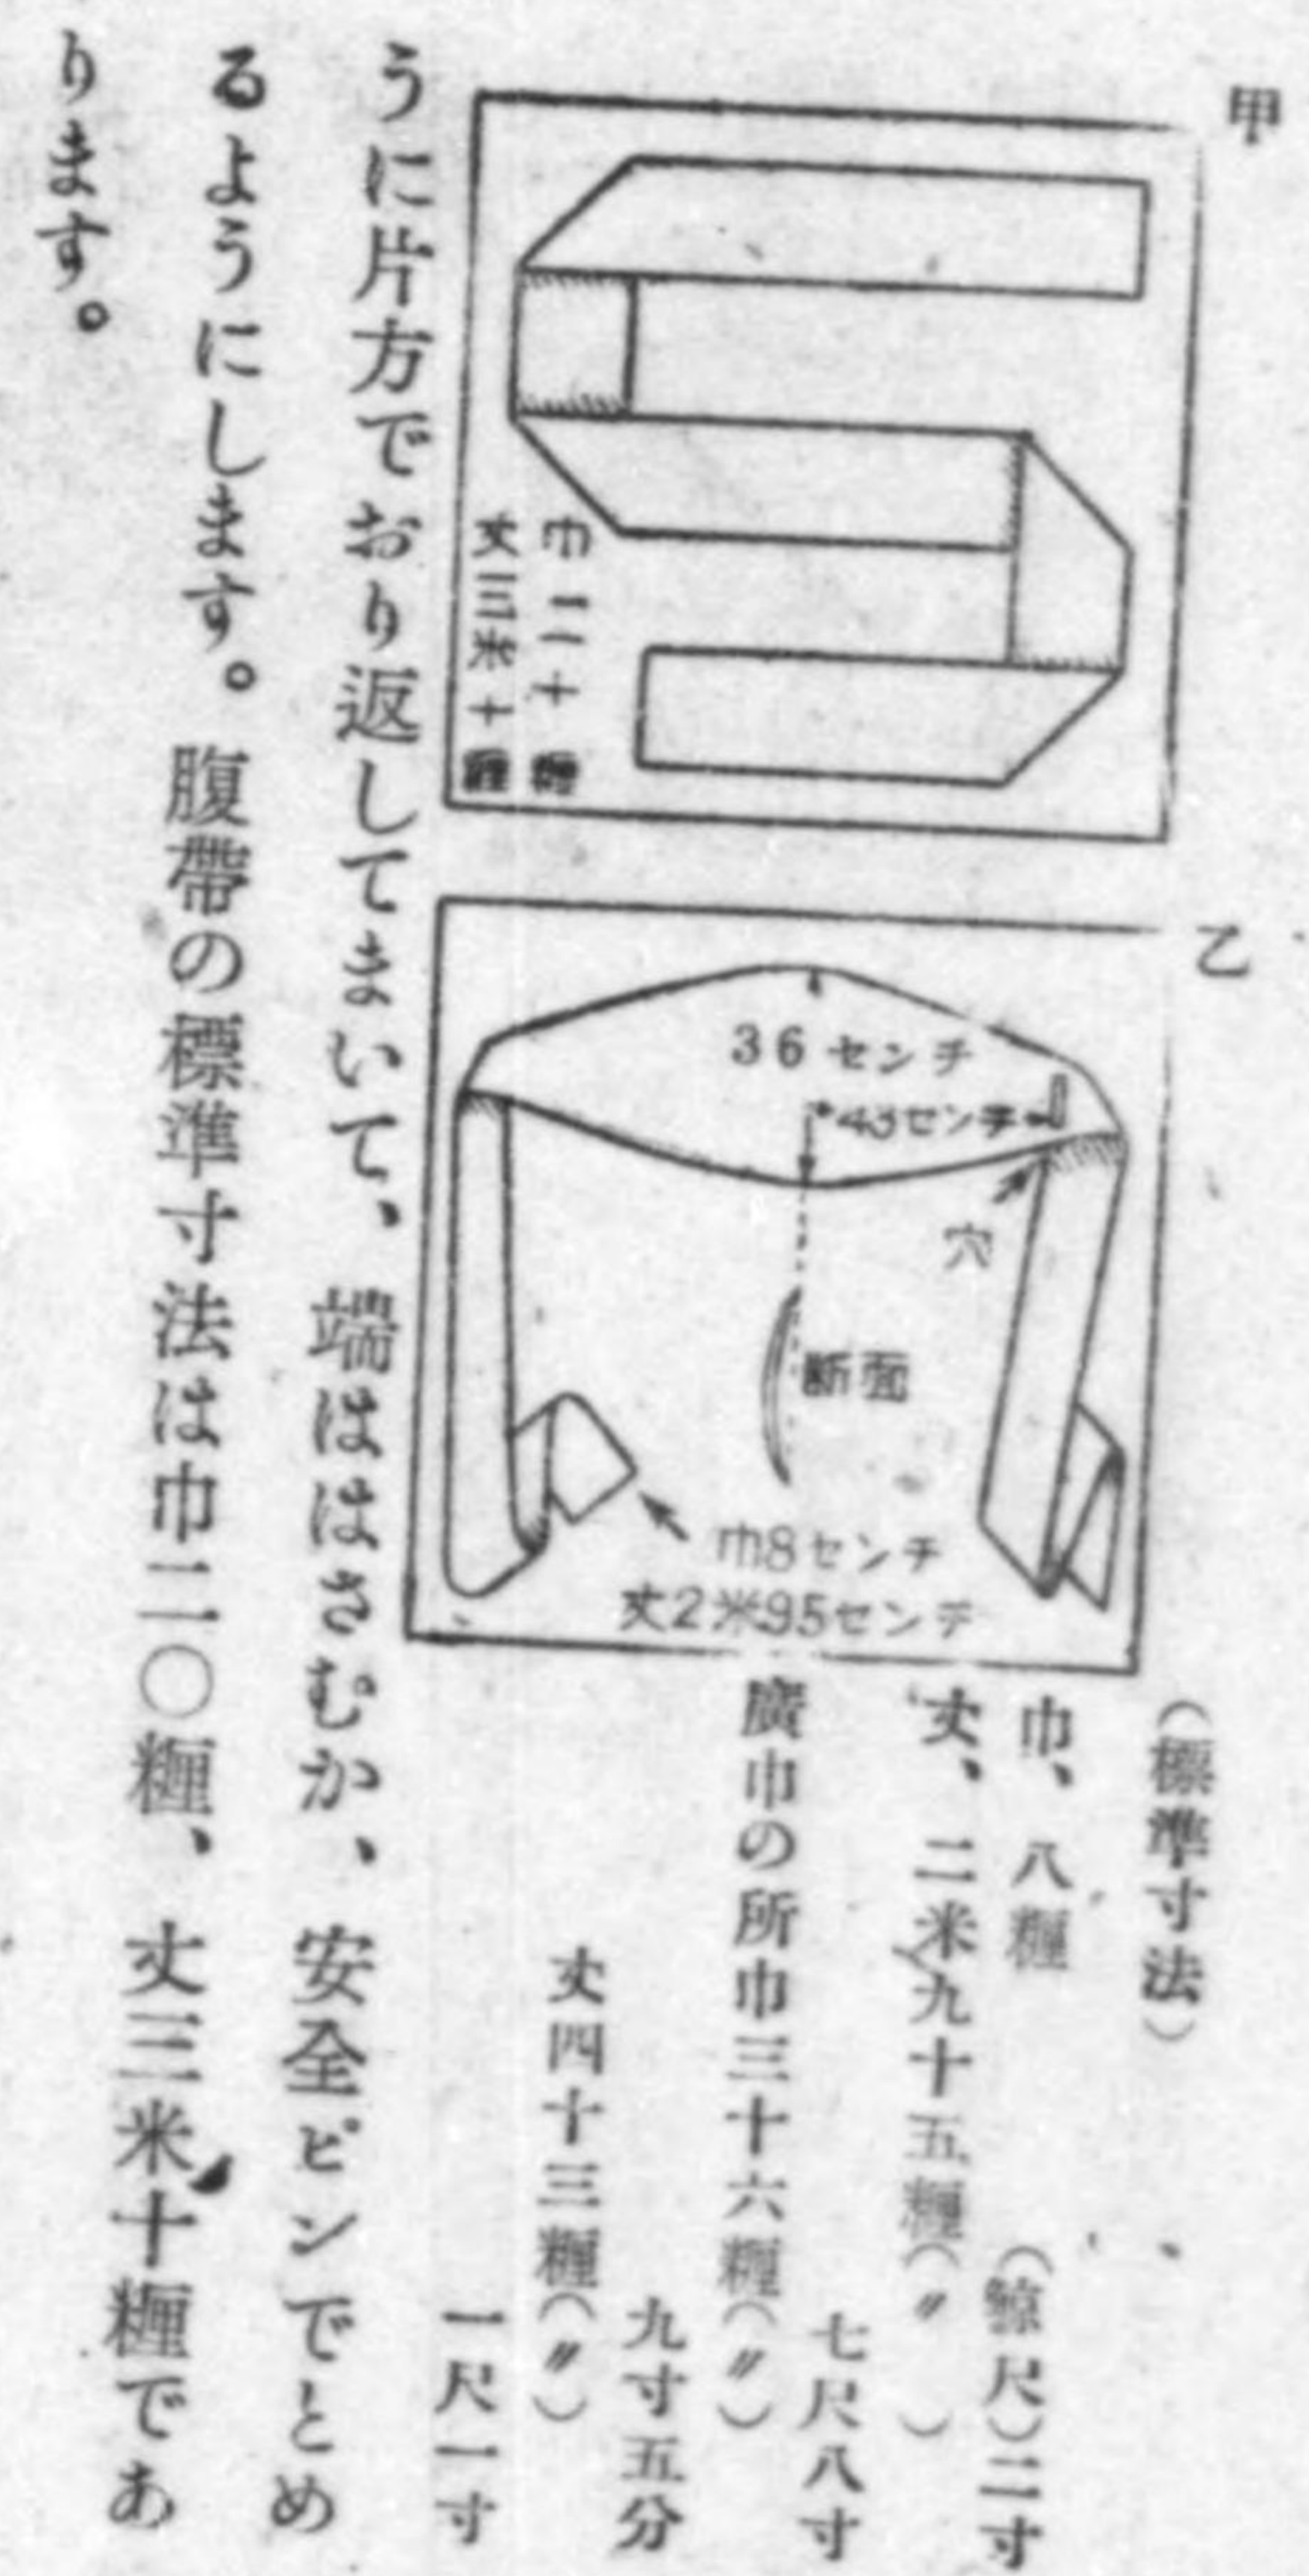 甲
巾二十糎
丈三米十糎
乙
36センチ
43センチ
穴
断面
巾8センチ
丈2米95センチ
（標準寸法）
巾、八糎（鯨尺）二寸
丈、二米九十五糎（〃）
七尺八寸
廣巾の所巾三十六糎（〃）
九寸五分
丈四十三糎（〃）
一尺一寸
うに片方でおり返してまいて、端ははさむか、安全ピンでとめ
るようにします。腹帶の標準寸法は巾二〇糎、丈三米十糎であ
ります。